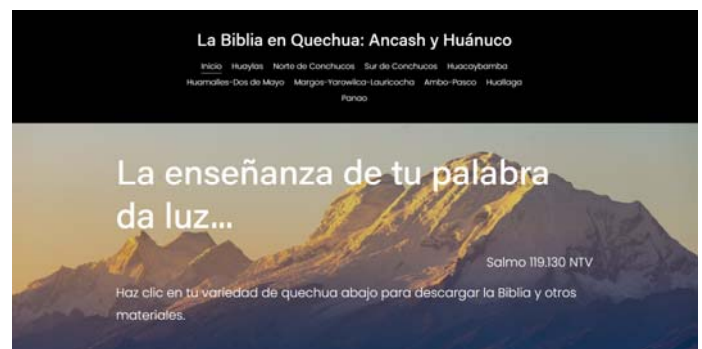 La Biblia en Quechua: Ancash y Huánuco
Inicio Huaylas Norte de Conchucos Sur de Conchucos Huacaybamba
Huamalíes-Dos de Mayo Margos-Yarowilca-Lauricocha Ambo-Pasco Huallaga
Panao
La enseñanza de tu palabra
da luz...
Salmo 119.130 NTV
Haz clic en tu variedad de quechua abajo para descargar la Biblia y otros
materiales.